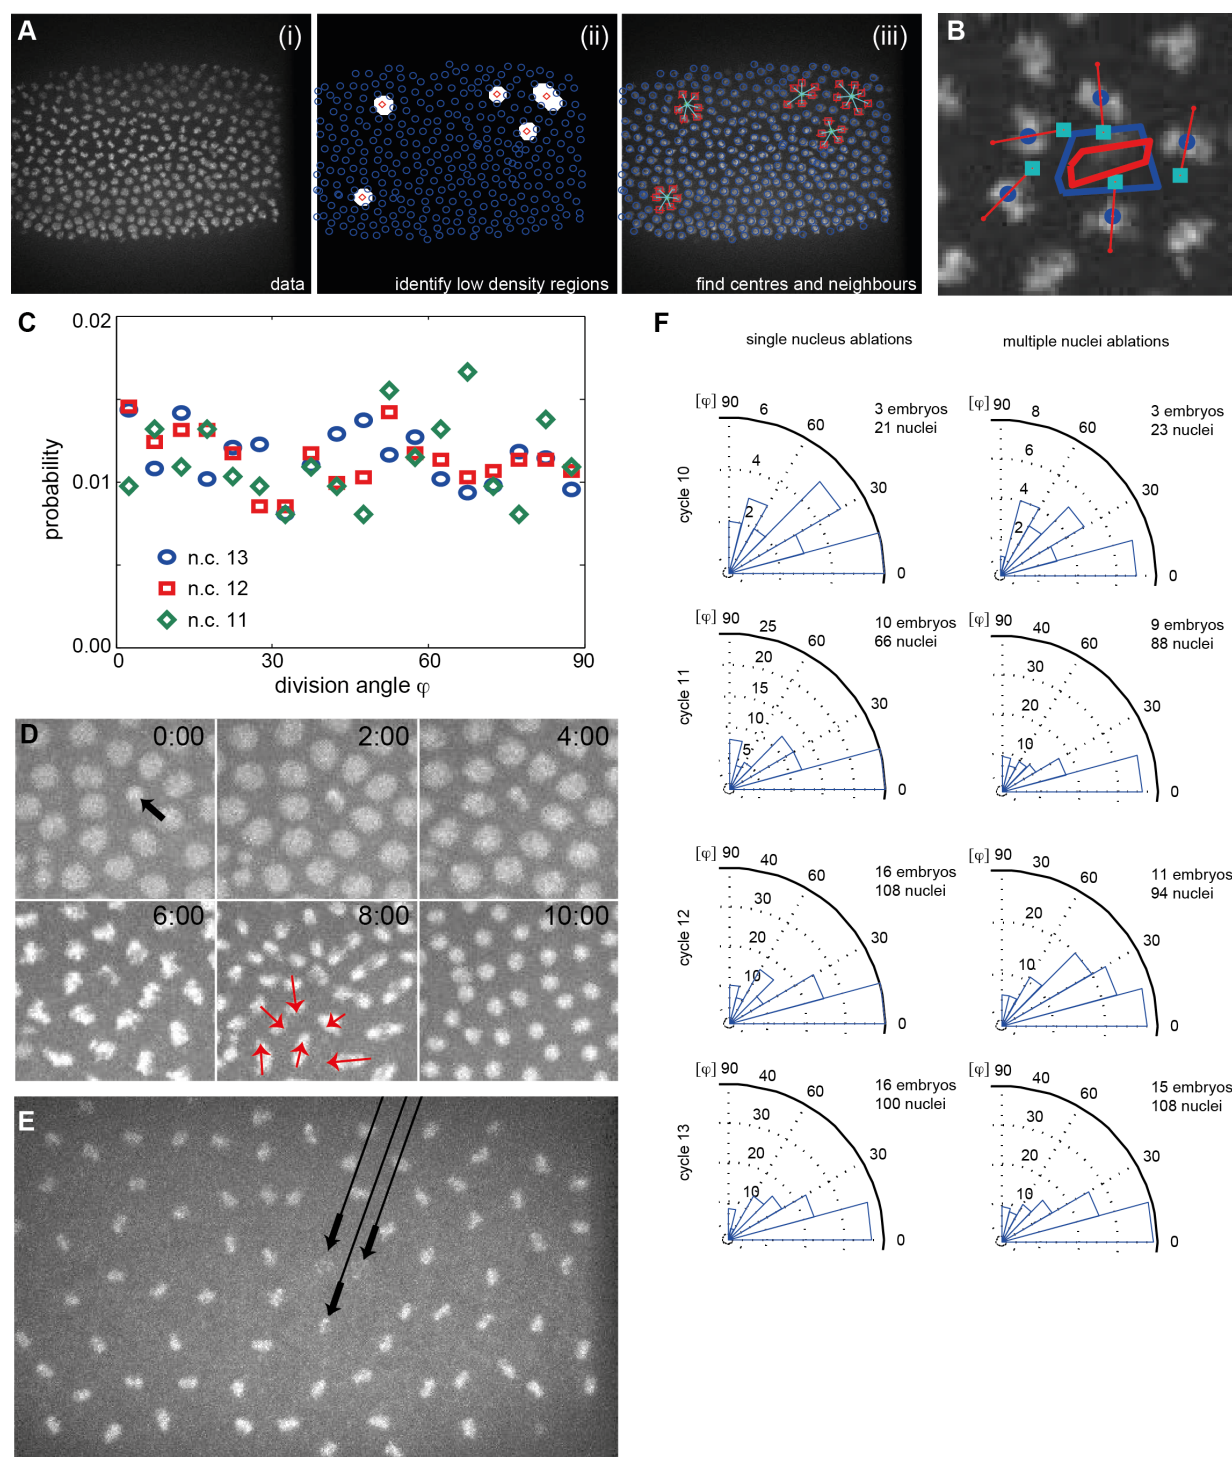 A
(i)
data
(ii)
identify low density regions
(iii)
find centres and neighbours
B
C
0.02
0.01
0.00
probability
n.c. 13
n.c. 12
n.c. 11
0
30
60
90
division angle φ
D
0:00
2:00
4:00
6:00
8:00
10:00
E
F
single nucleus ablations
multiple nuclei ablations
cycle 10
[φ] 90
6
60
4
2
30
0
3 embryos
21 nuclei
[φ] 90
8
60
6
4
2
30
0
3 embryos
23 nuclei
cycle 11
[φ] 90
25
60
20
15
10
5
30
0
10 embryos
66 nuclei
[φ] 90
40
60
30
20
10
30
0
9 embryos
88 nuclei
cycle 12
[φ] 90
40
60
30
20
10
30
0
16 embryos
108 nuclei
[φ] 90
30
60
20
10
30
0
11 embryos
94 nuclei
cycle 13
[φ] 90
40
60
30
20
10
30
0
16 embryos
100 nuclei
[φ] 90
40
60
30
20
10
30
0
15 embryos
108 nuclei